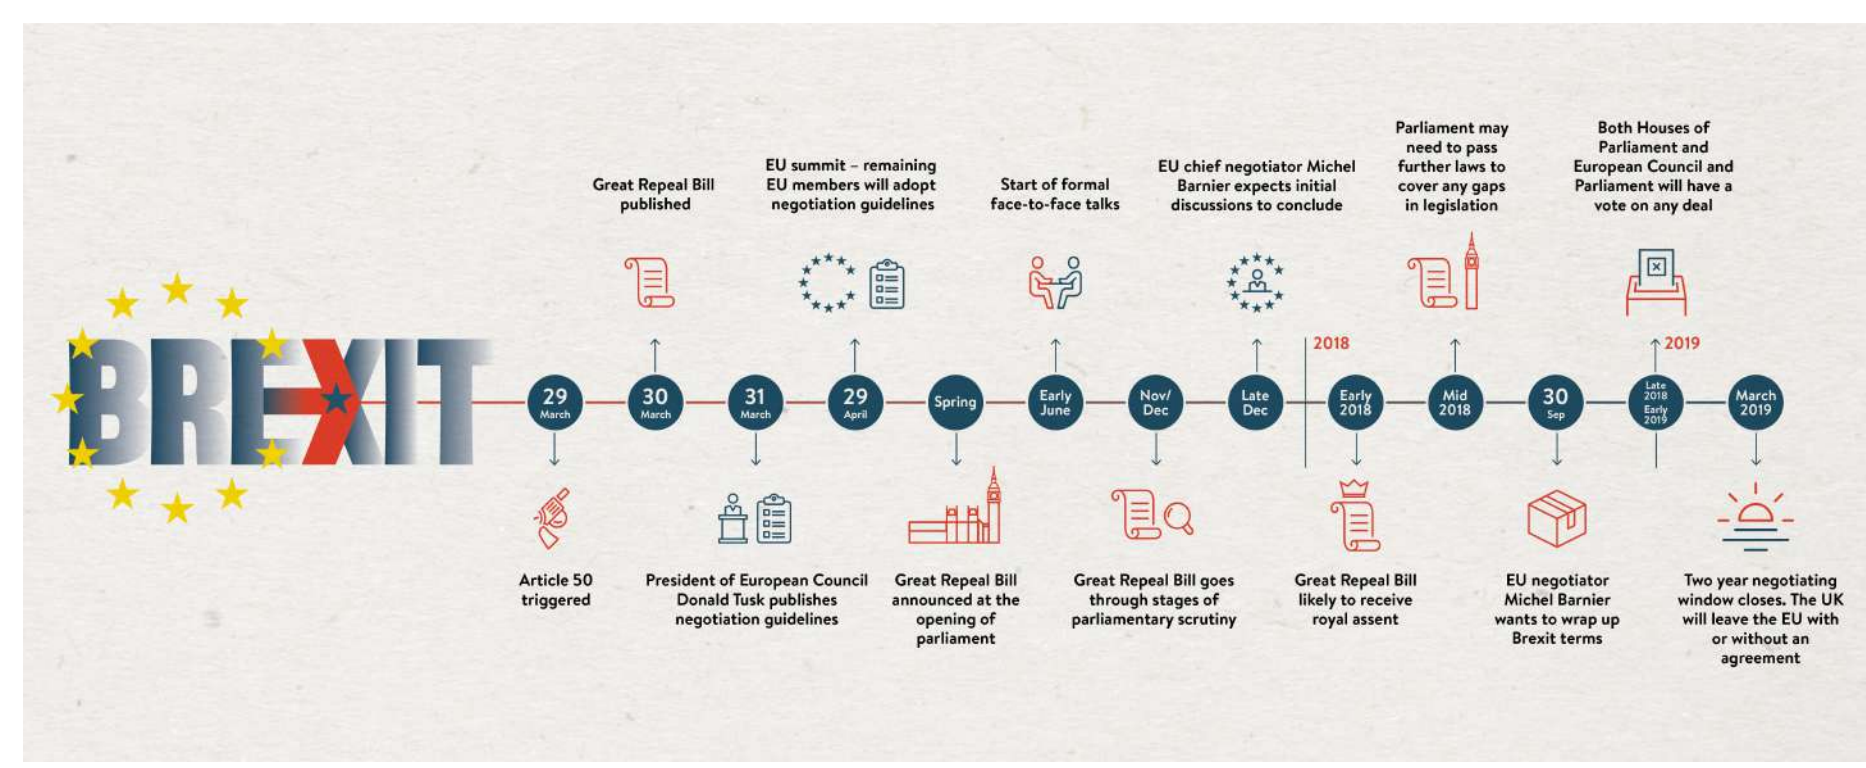 BREXIT
Great Repeal Bill
published
EU summit – remaining
EU members will adopt
negotiation guidelines
Start of formal
face-to-face talks
EU chief negotiator Michel
Barnier expects initial
discussions to conclude
Parliament may
need to pass
further laws to
cover any gaps
in legislation
Both Houses of
Parliament and
European Council and
Parliament will have a
vote on any deal
2018
2019
29
March
30
March
31
March
29
April
Spring
Early
June
Nov/
Dec
Late
Dec
Early
2018
Mid
2018
30
Sep
Late
2018
Early
2019
March
2019
Article 50
triggered
President of European Council
Donald Tusk publishes
negotiation guidelines
Great Repeal Bill
announced at the
opening of
parliament
Great Repeal Bill goes
through stages of
parliamentary scrutiny
Great Repeal Bill
likely to receive
royal assent
EU negotiator
Michel Barnier
wants to wrap up
Brexit terms
Two year negotiating
window closes. The UK
will leave the EU with
or without an
agreement